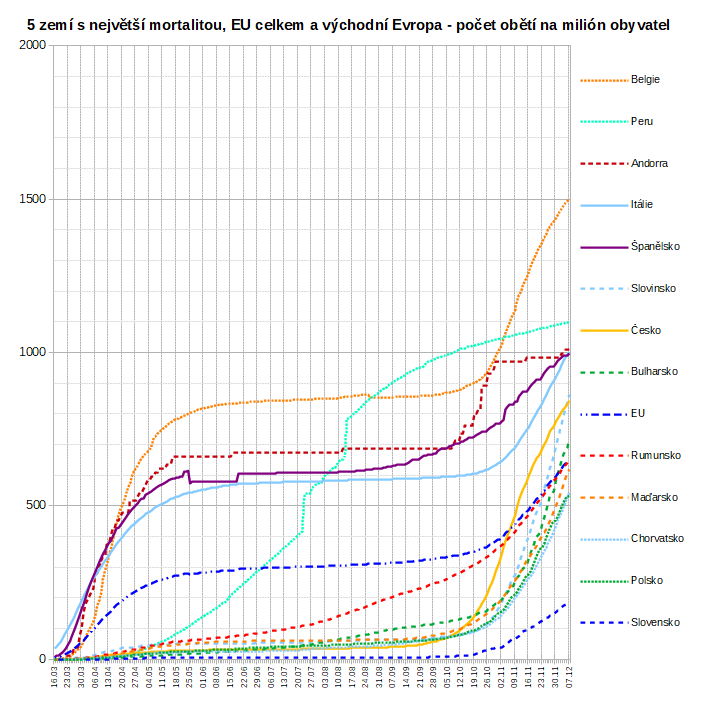 5 zemí s největší mortalitou, EU celkem a východní Evropa - počet obětí na milión obyvatel
2000
1500
1000
500
0
Belgie
Peru
Andorra
Itálie
Španělsko
Slovinsko
Česko
Bulharsko
EU
Rumunsko
Maďarsko
Chorvatsko
Polsko
Slovensko
16.03
23.03
30.03
06.04
13.04
20.04
27.04
04.05
11.05
18.05
25.05
01.06
08.06
15.06
22.06
29.06
06.07
13.07
20.07
27.07
03.08
10.08
17.08
24.08
31.08
07.09
14.09
21.09
28.09
05.10
12.10
19.10
26.10
02.11
09.11
16.11
23.11
30.11
07.12